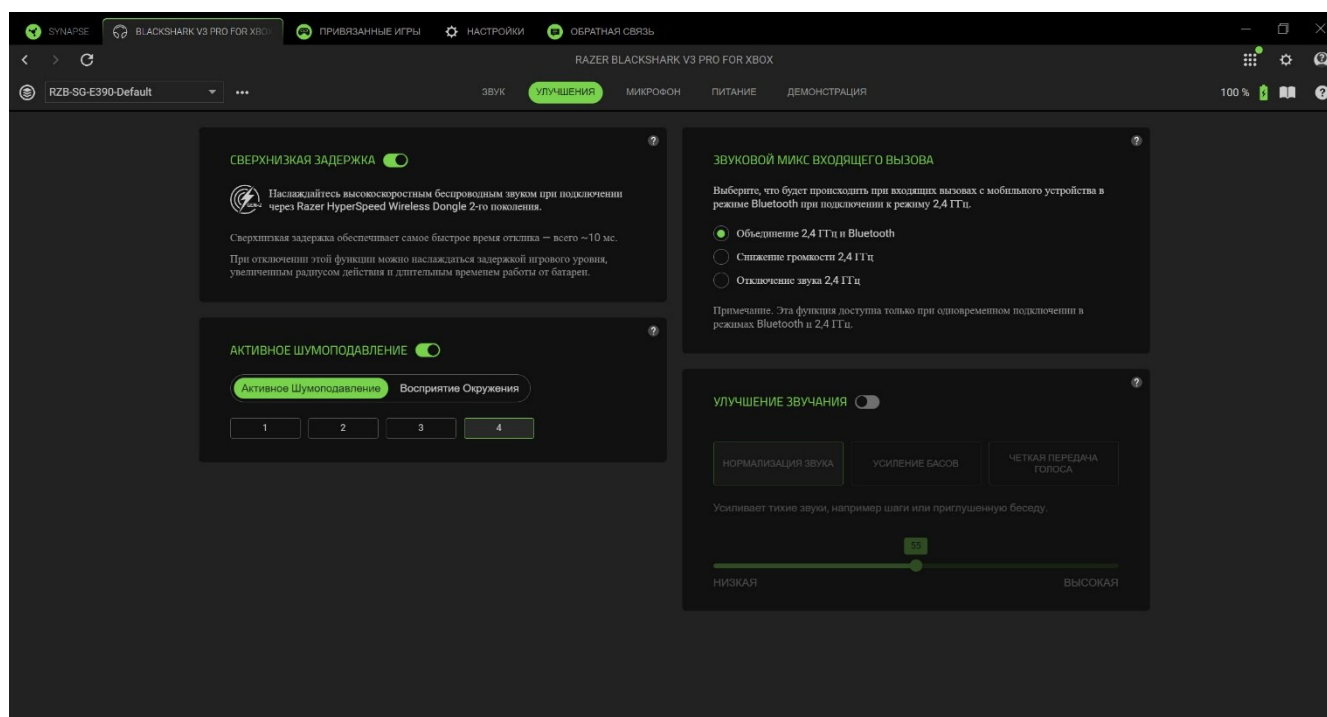 SYNAPSE
BLACKSHARK V3 PRO FOR XBO
ПРИВЯЗАННЫЕ ИГРЫ
НАСТРОЙКИ
ОБРАТНАЯ СВЯЗЬ
RAZER BLACKSHARK V3 PRO FOR XBOX
RZB-SG-E390-Default
ЗВУК
УЛУЧШЕНИЯ
МИКРОФОН
ПИТАНИЕ
ДЕМОНСТРАЦИЯ
100 %
СВЕРХНИЗКАЯ ЗАДЕРЖКА
Наслаждайтесь высокоскоростным беспроводным звуком при подключении
через Razer HyperSpeed Wireless Dongle 2-го поколения.
Сверхнизкая задержка обеспечивает самое быстрое время отклика — всего ~10 мс.
При отключении этой функции можно наслаждаться задержкой игрового уровня,
увеличенным радиусом действия и длительным временем работы от батареи.
АКТИВНОЕ ШУМОПОДАВЛЕНИЕ
Активное Шумоподавление
Восприятие Окружения
1
2
3
4
ЗВУКОВОЙ МИКС ВХОДЯЩЕГО ВЫЗОВА
Выберите, что будет происходить при входящих вызовах с мобильного устройства в
режиме Bluetooth при подключении к режиму 2,4 ГГц.
Объединение 2,4 ГГц и Bluetooth
Снижение громкости 2,4 ГГц
Отключение звука 2,4 ГГц
Примечание. Эта функция доступна только при одновременном подключении в
режимах Bluetooth и 2,4 ГГц.
УЛУЧШЕНИЕ ЗВУЧАНИЯ
НОРМАЛИЗАЦИЯ ЗВУКА
УСИЛЕНИЕ БАСОВ
ЧЕТКАЯ ПЕРЕДАЧА
ГОЛОСА
Усиливает тихие звуки, например шаги или приглушенную беседу.
55
НИЗКАЯ
ВЫСОКАЯ